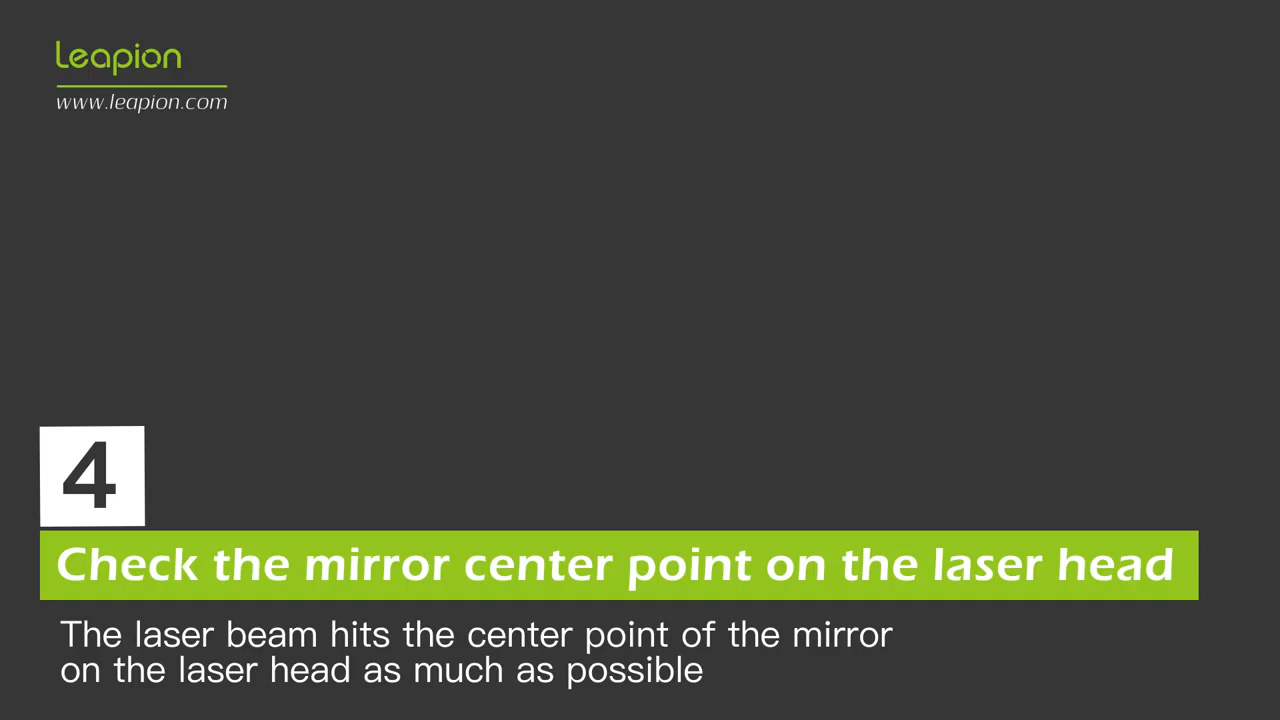 Leapion
www.leapion.com
4
Check the mirror center point on the laser head
The laser beam hits the center point of the mirror
on the laser head as much as possible